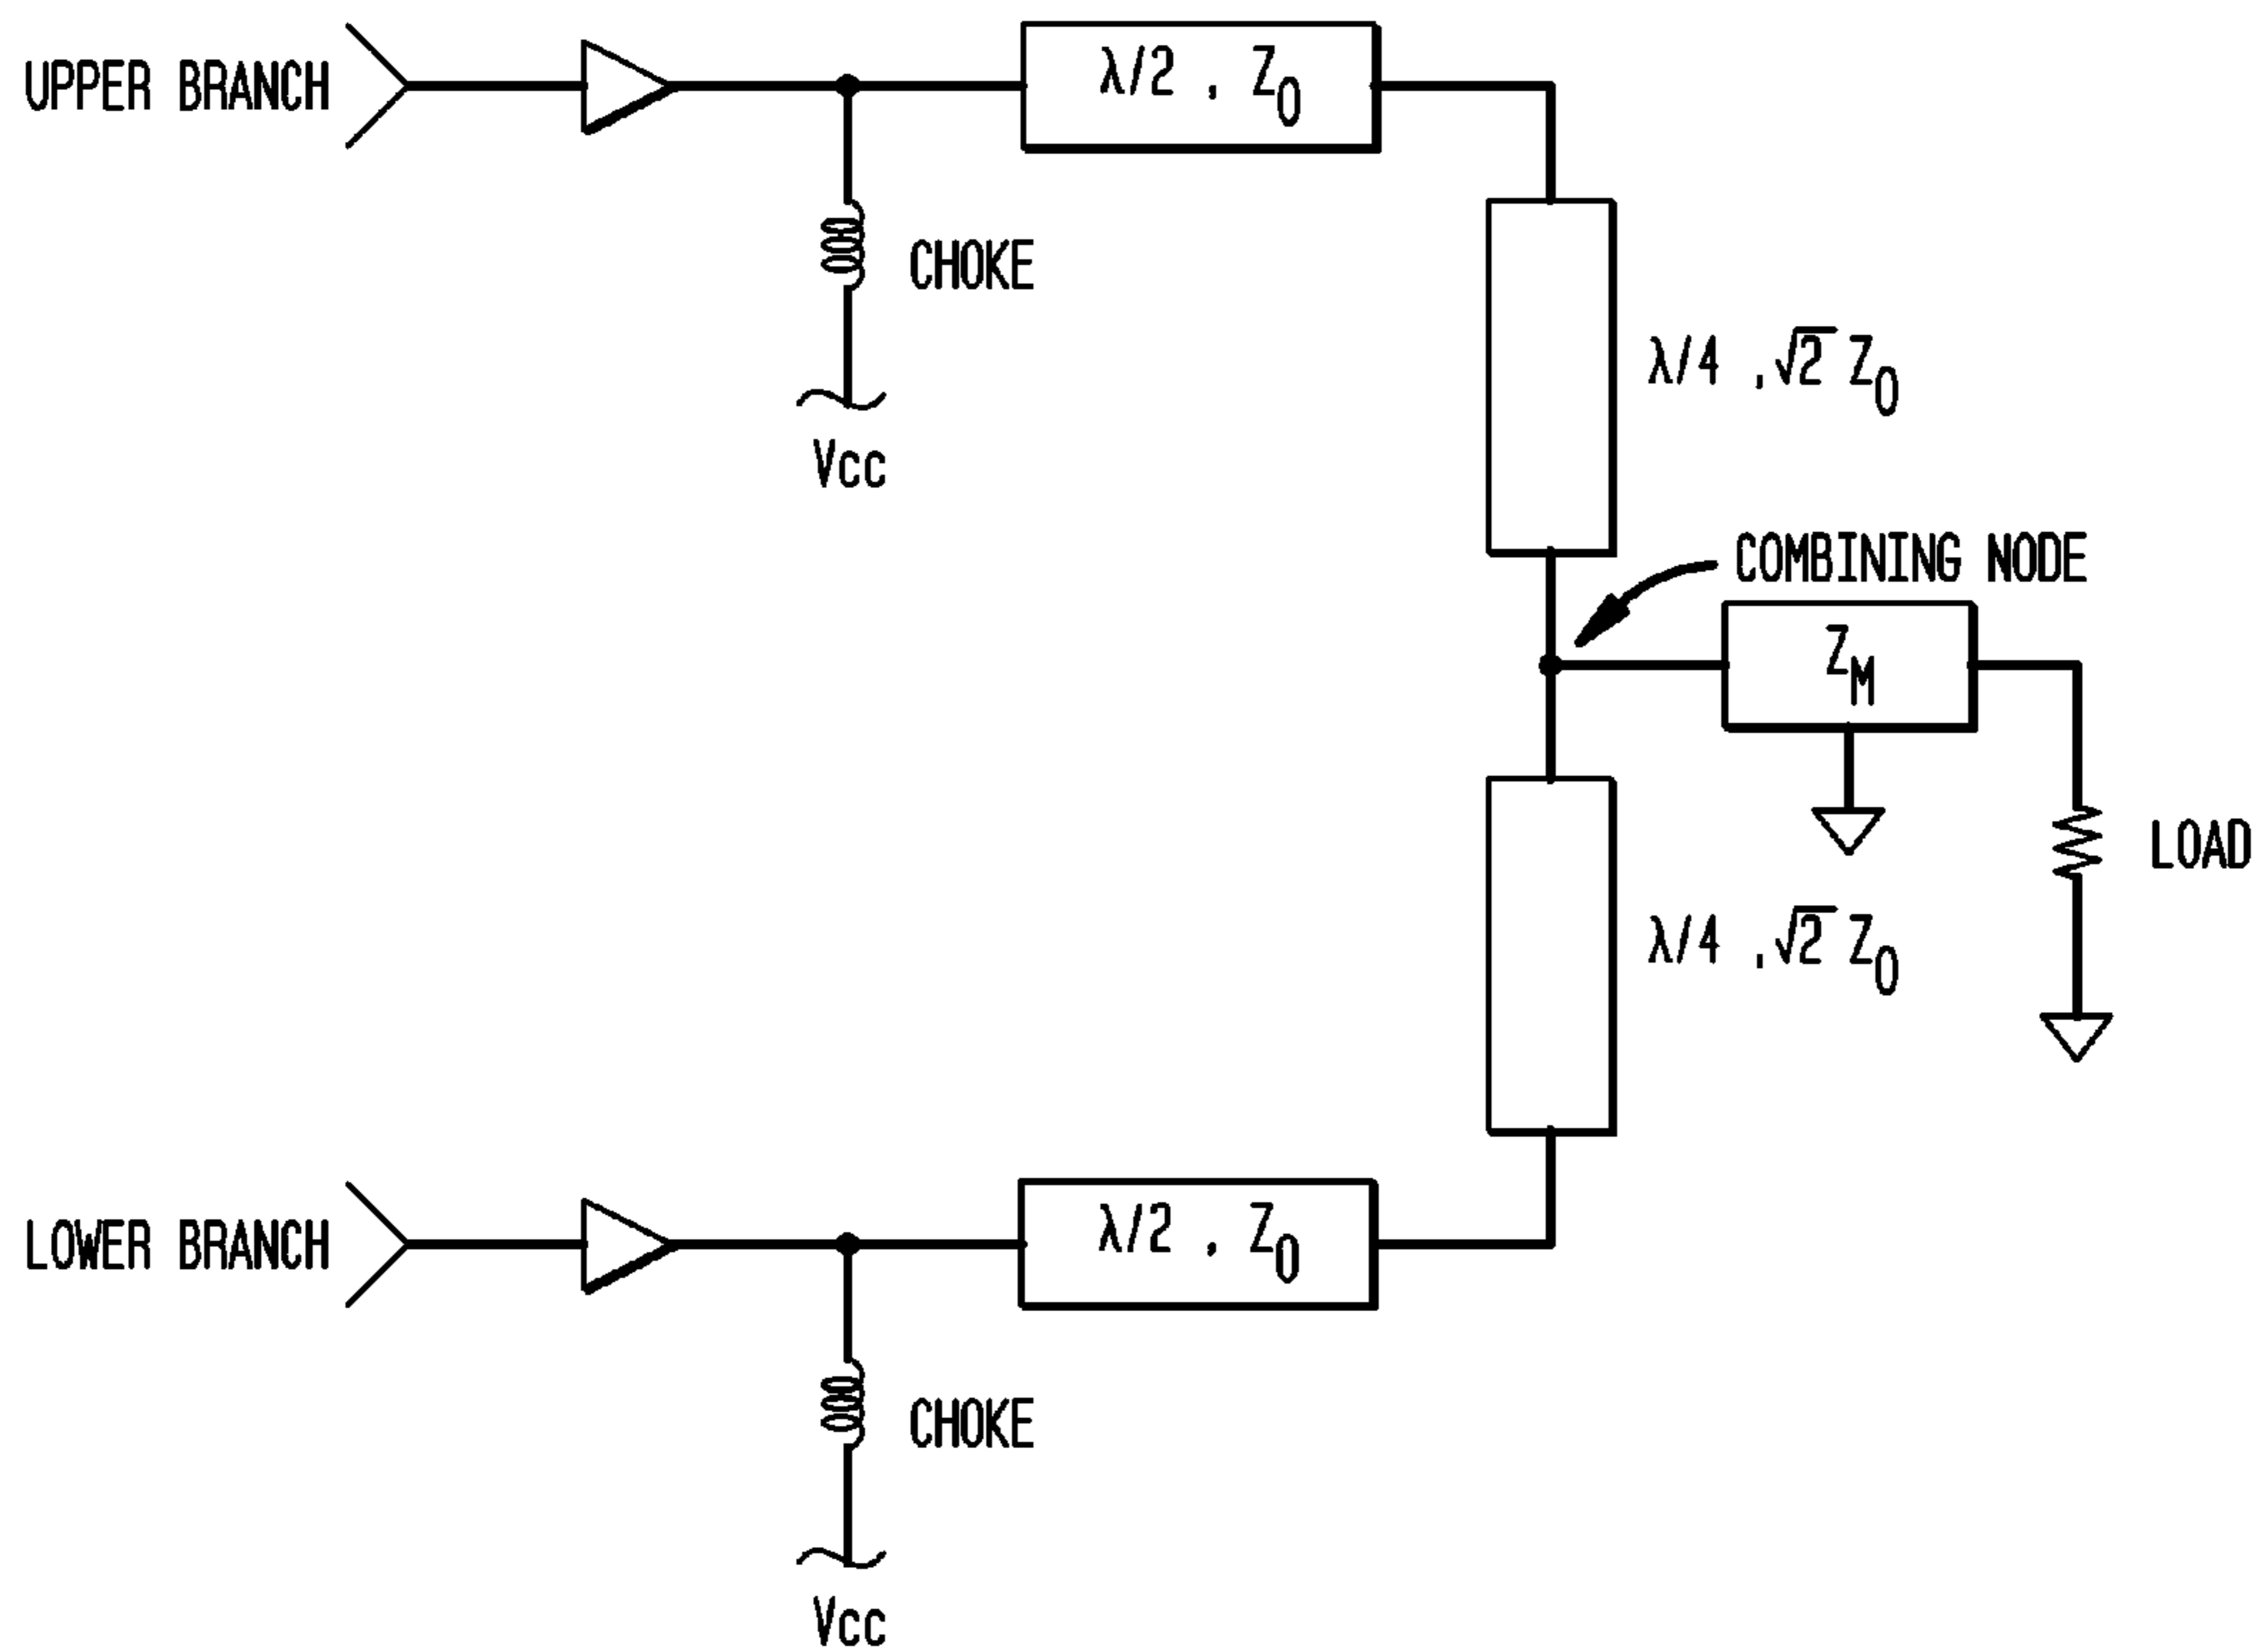 UPPER BRANCH
λ/2 , Z0
CHOKE
Vcc
λ/4 , √2 Z0
COMBINING NODE
ZM
LOAD
λ/4 , √2 Z0
LOWER BRANCH
λ/2 , Z0
CHOKE
Vcc